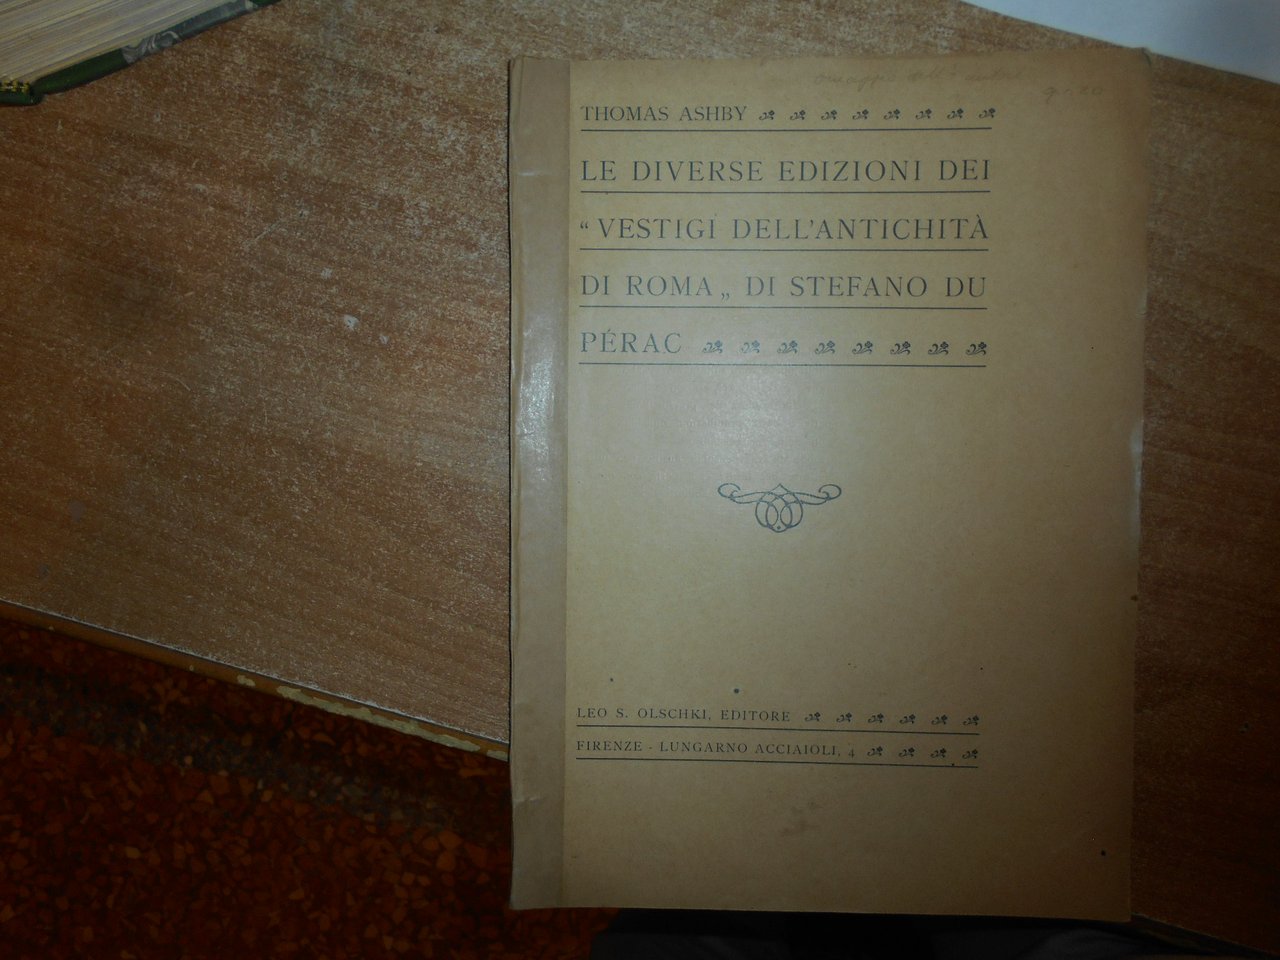 THOMAS ASHBY
LE DIVERSE EDIZIONI DEI
“ VESTIGI DELL'ANTICHITÀ
DI ROMA „ DI STEFANO DU
PÉRAC
LEO S. OLSCHKI, EDITORE
FIRENZE - LUNGARNO ACCIAIOLI, 4